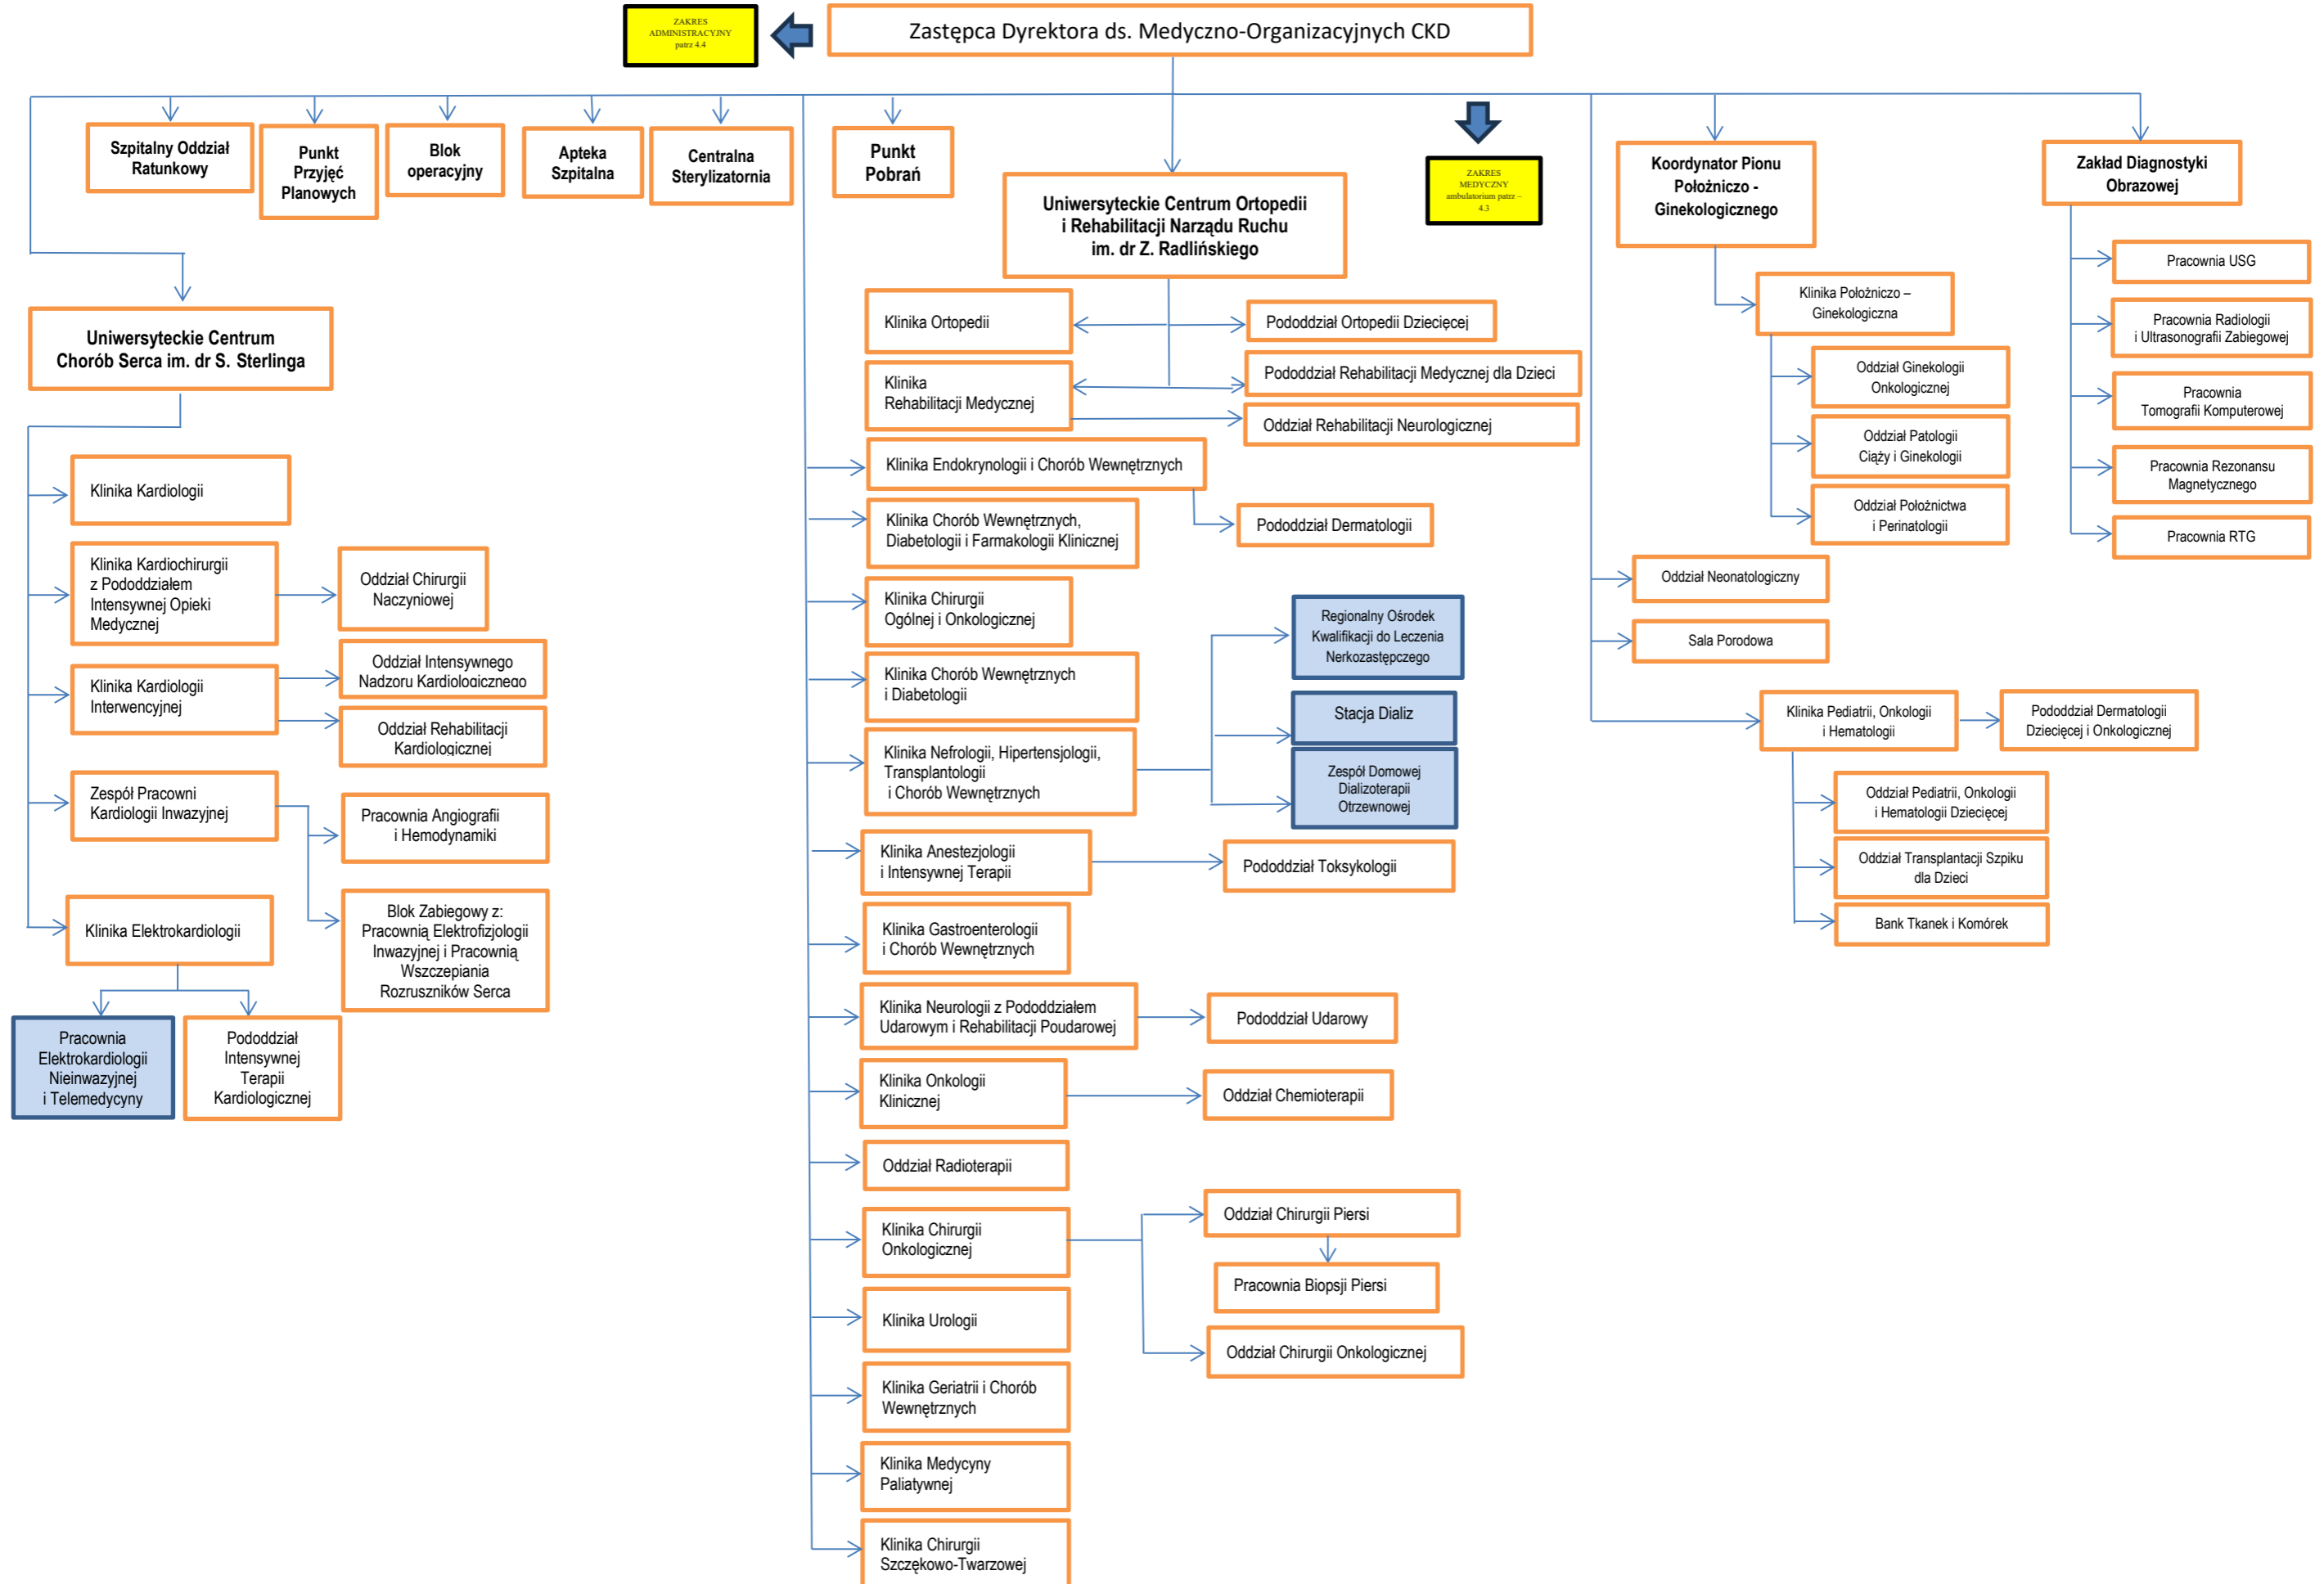 ZAKRES
ADMINISTRACYJNY
patrz 4.4
Zastępca Dyrektora ds. Medyczno-Organizacyjnych CKD
Szpitalny Oddział
Ratunkowy
Punkt
Przyjęć
Planowych
Blok
operacyjny
Apteka
Szpitalna
Centralna
Sterylizatornia
Punkt
Pobrań
Uniwersyteckie Centrum Ortopedii
i Rehabilitacji Narządu Ruchu
im. dr Z. Radlińskiego
ZAKRES
MEDYCZNY
ambulatorium patrz –
4.3
Koordynator Pionu
Położniczo -
Ginekologicznego
Zakład Diagnostyki
Obrazowej
Uniwersyteckie Centrum
Chorób Serca im. dr S. Sterlinga
Klinika Kardiologii
Klinika Kardiochirurgii
z Pododdziałem
Intensywnej Opieki
Medycznej
Oddział Chirurgii
Naczyniowej
Klinika Kardiologii
Interwencyjnej
Oddział Intensywnego
Nadzoru Kardiologicznego
Oddział Rehabilitacji
Kardiologicznej
Zespół Pracowni
Kardiologii Inwazyjnej
Pracownia Angiografii
i Hemodynamiki
Blok Zabiegowy z:
Pracownią Elektrofizjologii
Inwazyjnej i Pracownią
Wszczepiania
Rozruszników Serca
Klinika Elektrokardiologii
Pracownia
Elektrokardiologii
Nieinwazyjnej
i Telemedycyny
Pododdział
Intensywnej
Terapii
Kardiologicznej
Klinika Ortopedii
Pododdział Ortopedii Dziecięcej
Klinika
Rehabilitacji Medycznej
Pododdział Rehabilitacji Medycznej dla Dzieci
Oddział Rehabilitacji Neurologicznej
Klinika Endokrynologii i Chorób Wewnętrznych
Pododdział Dermatologii
Klinika Chorób Wewnętrznych,
Diabetologii i Farmakologii Klinicznej
Klinika Chirurgii
Ogólnej i Onkologicznej
Klinika Chorób Wewnętrznych
i Diabetologii
Klinika Nefrologii, Hipertensjologii,
Transplantologii
i Chorób Wewnętrznych
Regionalny Ośrodek
Kwalifikacji do Leczenia
Nerkozastępczego
Stacja Dializ
Zespół Domowej
Dializoterapii
Otrzewnowej
Klinika Anestezjologii
i Intensywnej Terapii
Pododdział Toksykologii
Klinika Gastroenterologii
i Chorób Wewnętrznych
Klinika Neurologii z Pododdziałem
Udarowym i Rehabilitacji Poudarowej
Pododdział Udarowy
Klinika Onkologii
Klinicznej
Oddział Chemioterapii
Oddział Radioterapii
Klinika Chirurgii
Onkologicznej
Oddział Chirurgii Piersi
Pracownia Biopsji Piersi
Oddział Chirurgii Onkologicznej
Klinika Urologii
Klinika Geriatrii i Chorób
Wewnętrznych
Klinika Medycyny
Paliatywnej
Klinika Chirurgii
Szczękowo-Twarzowej
Klinika Położniczo –
Ginekologiczna
Oddział Ginekologii
Onkologicznej
Oddział Patologii
Ciąży i Ginekologii
Oddział Położnictwa
i Perinatologii
Oddział Neonatologiczny
Sala Porodowa
Klinika Pediatrii, Onkologii
i Hematologii
Pododdział Dermatologii
Dziecięcej i Onkologicznej
Oddział Pediatrii, Onkologii
i Hematologii Dziecięcej
Oddział Transplantacji Szpiku
dla Dzieci
Bank Tkanek i Komórek
Pracownia USG
Pracownia Radiologii
i Ultrasonografii Zabiegowej
Pracownia
Tomografii Komputerowej
Pracownia Rezonansu
Magnetycznego
Pracownia RTG